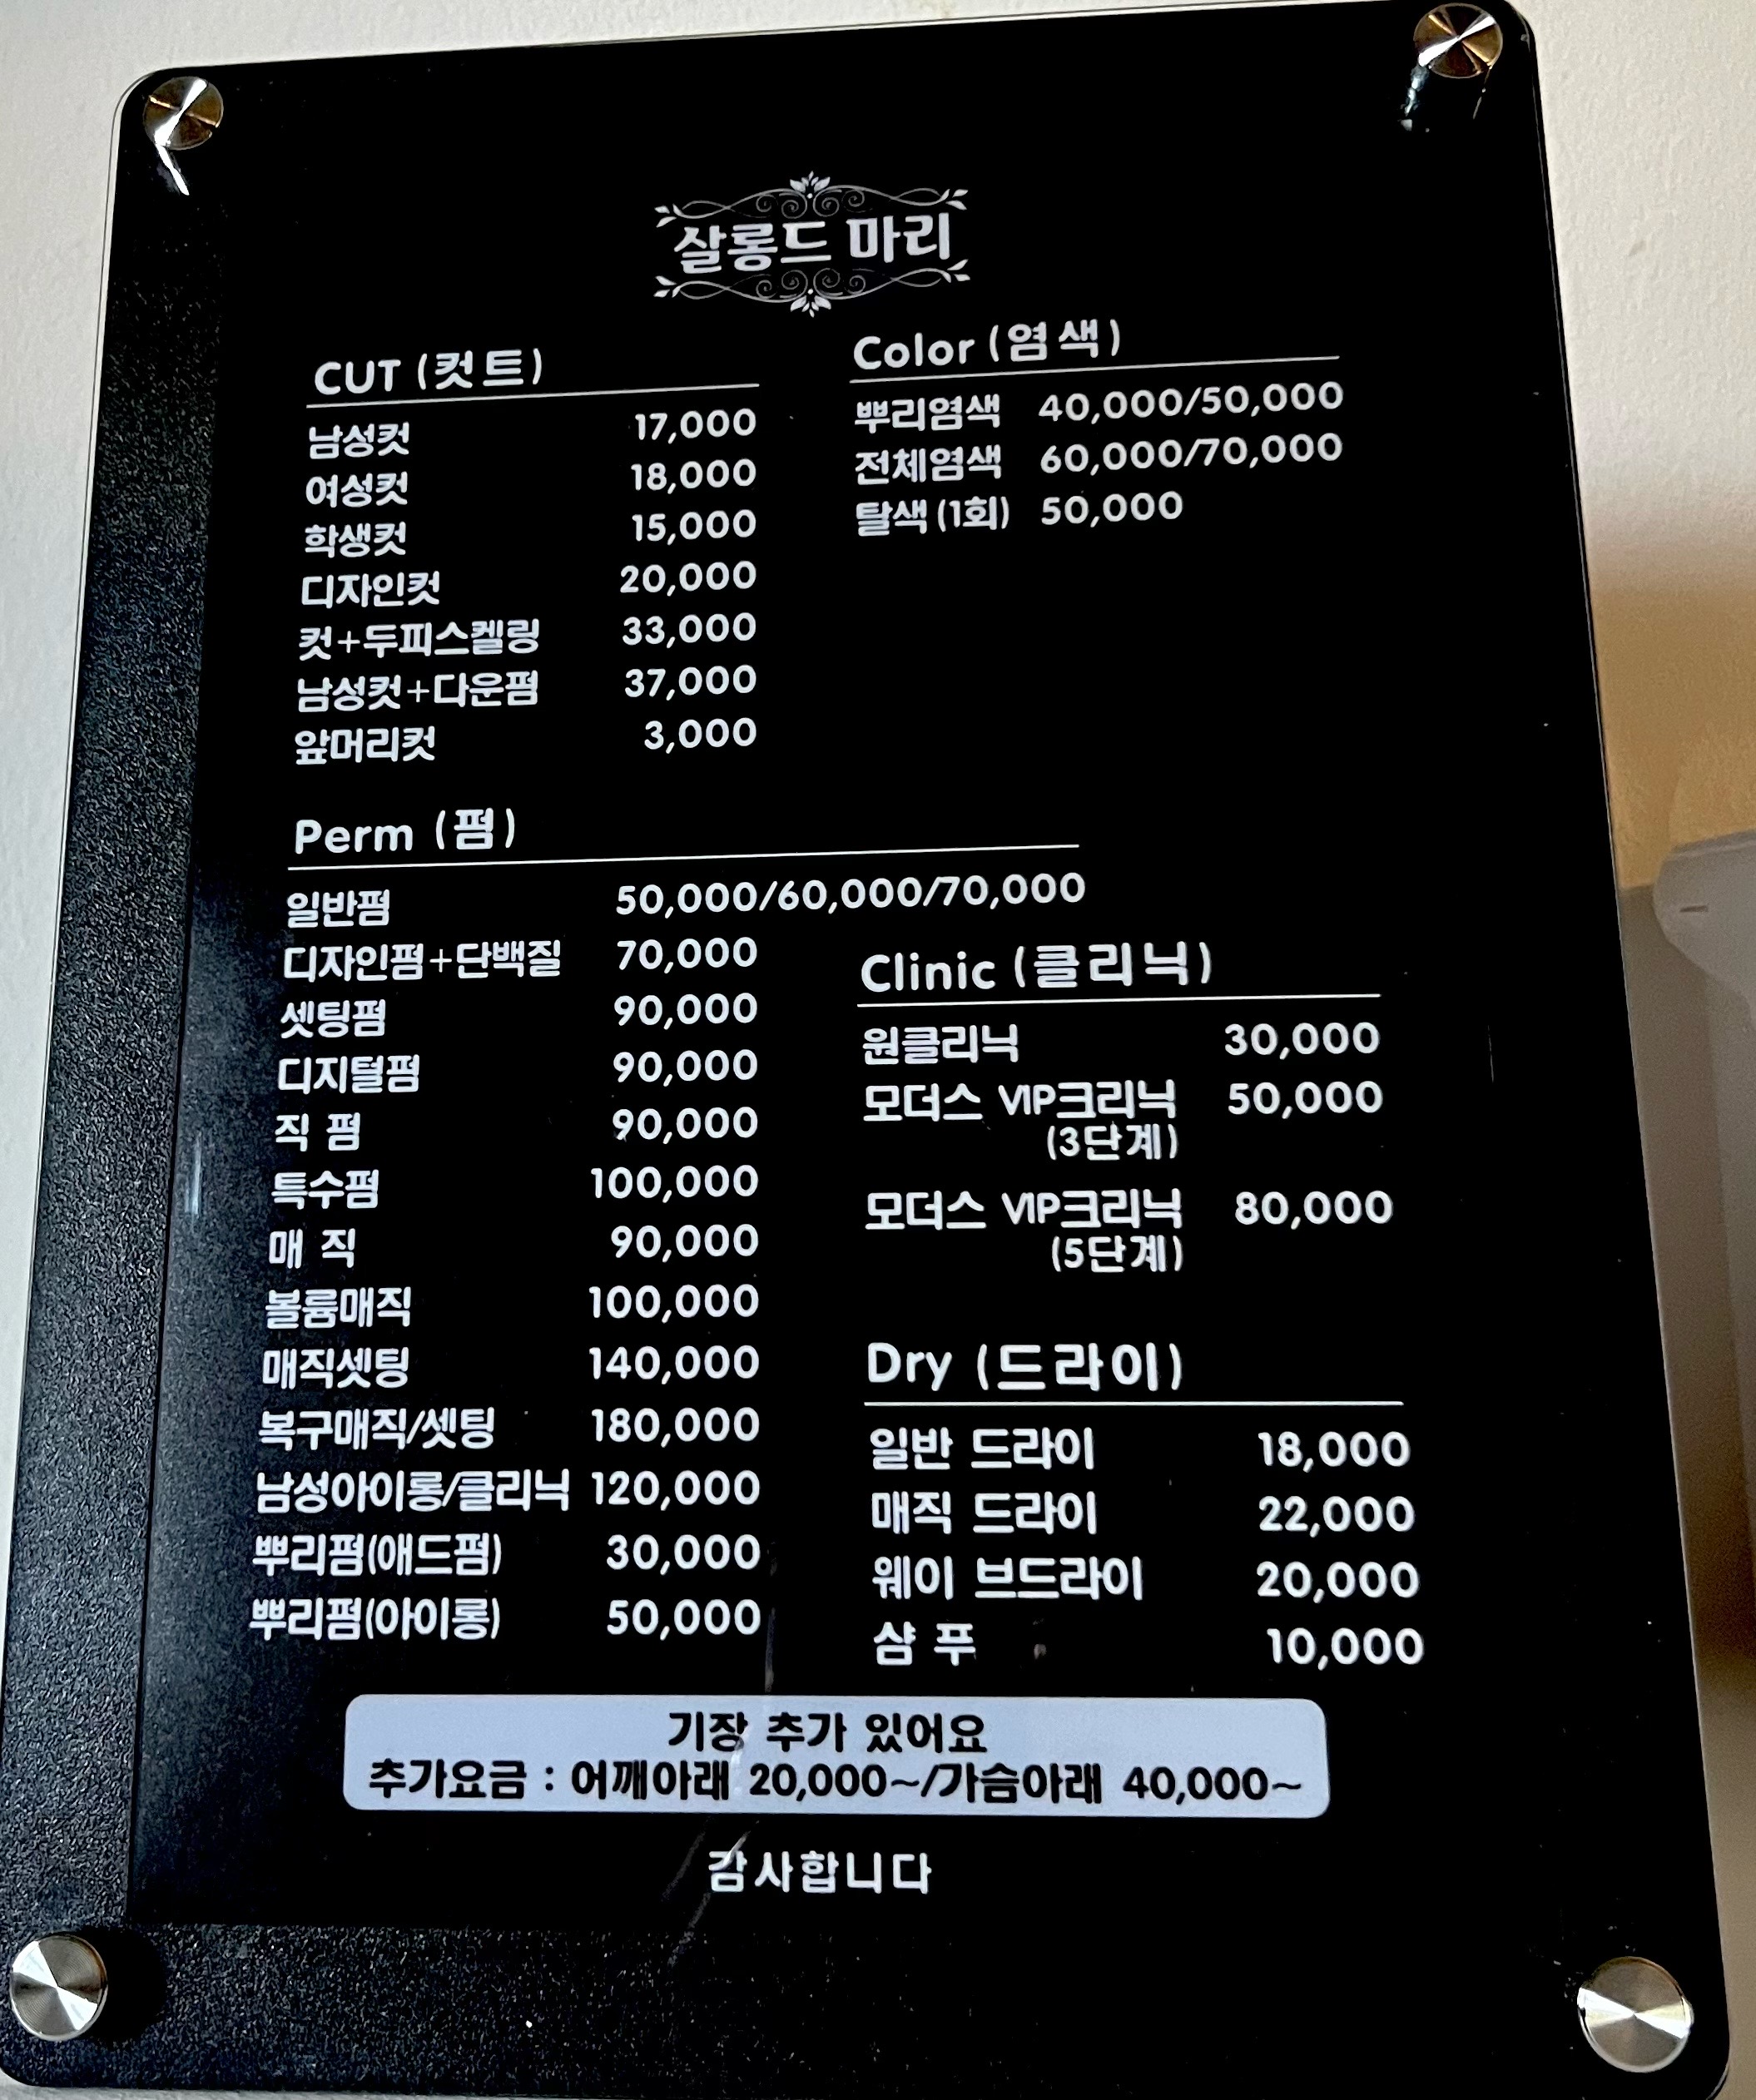 살롱드 마리
CUT (컷트)
남성컷 17,000
여성컷 18,000
학생컷 15,000
디자인컷 20,000
컷+두피스켈링 33,000
남성컷+다운펌 37,000
앞머리컷 3,000
Color (염색)
뿌리염색 40,000/50,000
전체염색 60,000/70,000
탈색 (1회) 50,000
Perm (펌)
일반펌 50,000/60,000/70,000
디자인펌+단백질 70,000
셋팅펌 90,000
디지털펌 90,000
직 펌 90,000
특수펌 100,000
매 직 90,000
볼륨매직 100,000
매직셋팅 140,000
복구매직/셋팅 180,000
남성아이롱/클리닉 120,000
뿌리펌(애드펌) 30,000
뿌리펌(아이롱) 50,000
Clinic (클리닉)
원클리닉 30,000
모더스 VIP크리닉 50,000
(3단계)
모더스 VIP크리닉 80,000
(5단계)
Dry (드라이)
일반 드라이 18,000
매직 드라이 22,000
웨이 브드라이 20,000
샴 푸 10,000
기장 추가 있어요
추가요금 : 어깨아래 20,000~/가슴아래 40,000~
감사합니다